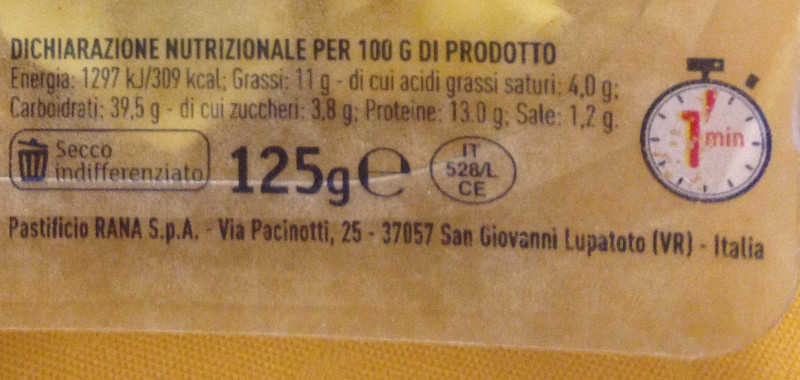 DICHIARAZIONE NUTRIZIONALE PER 100 G DI PRODOTTO
Energia: 1297 kJ/309 kcal; Grassi: 11 g - di cui acidi grassi saturi: 4,0 g;
Carboidrati: 39,5 g - di cui zuccheri: 3,8 g; Proteine: 13.0 g; Sale: 1,2 g.
1 min
Secco
indifferenziato
125g e
IT
528/L
CE
Pastificio RANA S.p.A. - Via Pacinotti, 25 - 37057 San Giovanni Lupatoto (VR) - Italia